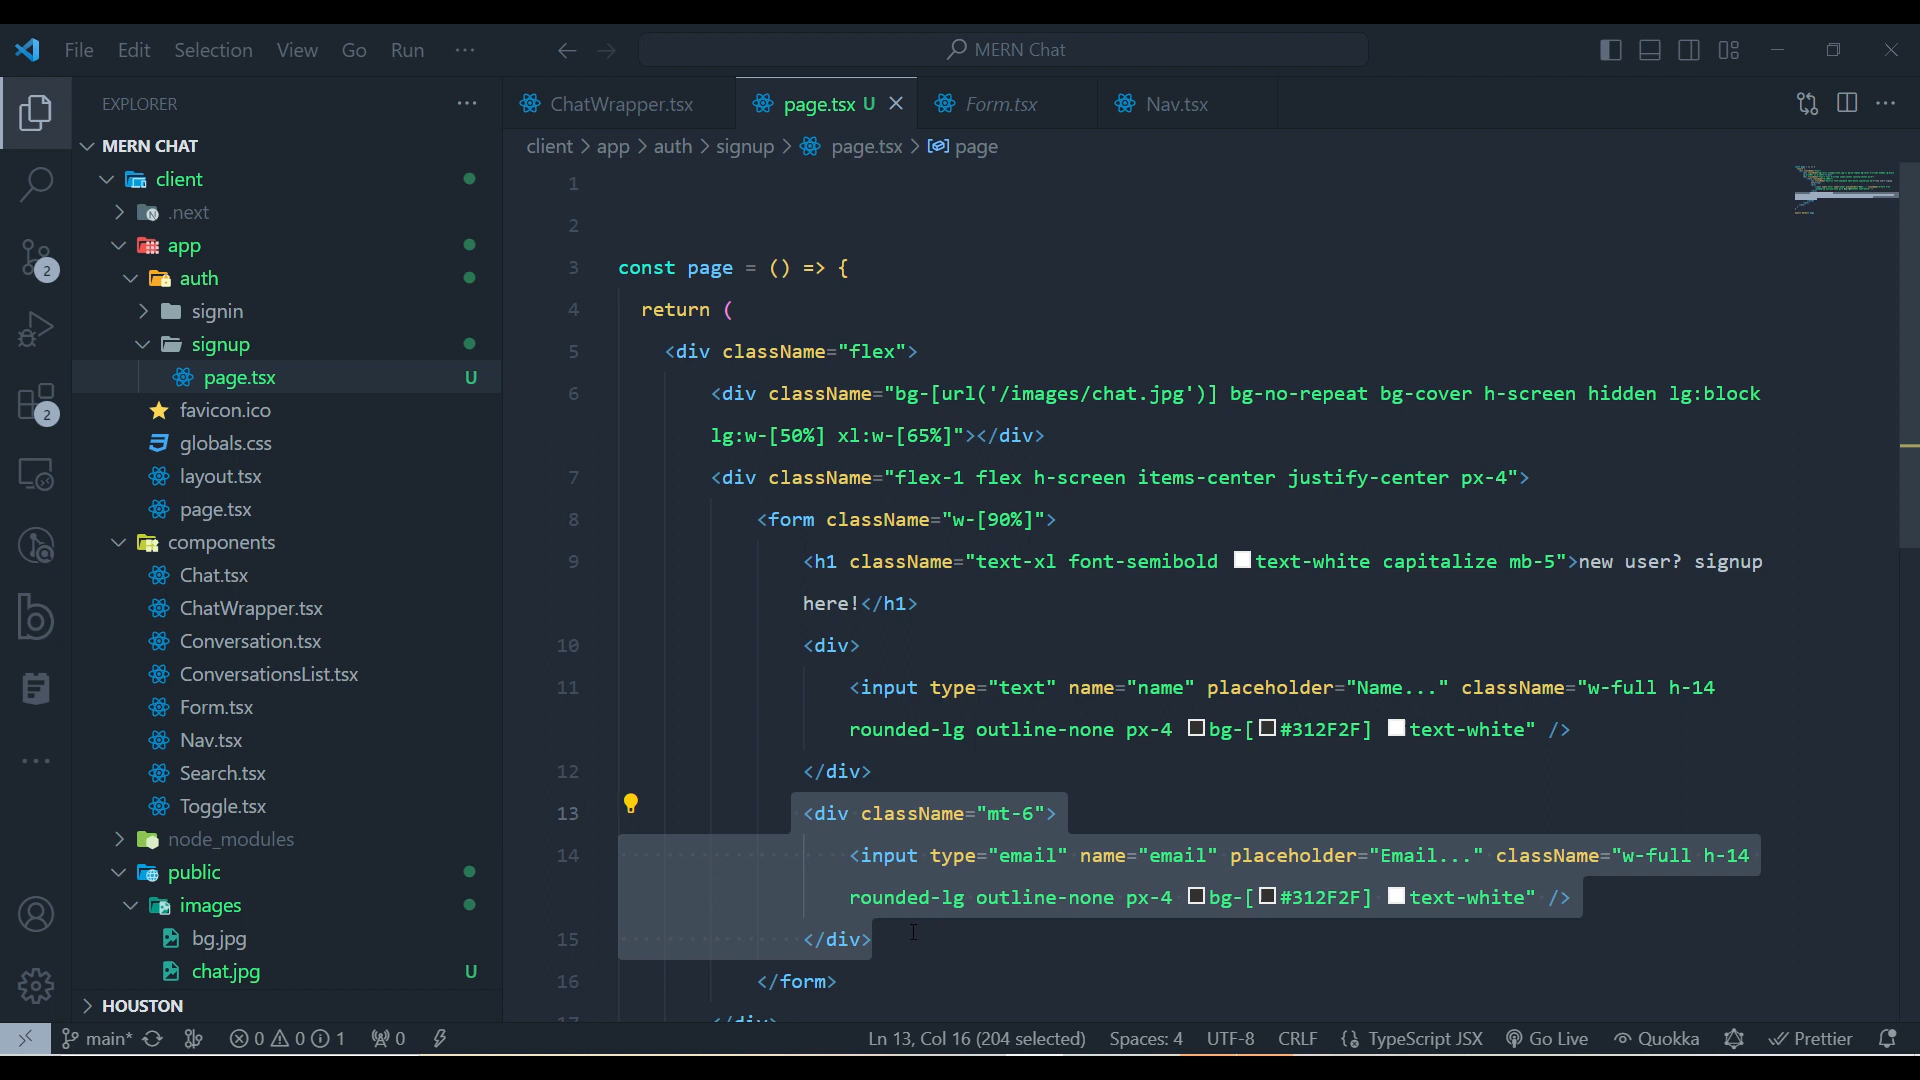 File Edit Selection View Go Run ··· MERN Chat
EXPLORER
MERN CHAT
client
.next
app
auth
signin
signup
page.tsx U
favicon.ico
globals.css
layout.tsx
page.tsx
components
Chat.tsx
ChatWrapper.tsx
Conversation.tsx
ConversationsList.tsx
Form.tsx
Nav.tsx
Search.tsx
Toggle.tsx
node_modules
public
images
bg.jpg
chat.jpg U
HOUSTON
2
2
ChatWrapper.tsx page.tsx U Form.tsx Nav.tsx
client > app > auth > signup > page.tsx > page
1
2
3 const page = () => {
4 return (
5 <div className="flex">
6 <div className="bg-[url('/images/chat.jpg')] bg-no-repeat bg-cover h-screen hidden lg:block
lg:w-[50%] xl:w-[65%]"></div>
7 <div className="flex-1 flex h-screen items-center justify-center px-4">
8 <form className="w-[90%]">
9 <h1 className="text-xl font-semibold text-white capitalize mb-5">new user? signup
here!</h1>
10 <div>
11 <input type="text" name="name" placeholder="Name..." className="w-full h-14
rounded-lg outline-none px-4 bg-[#312F2F] text-white" />
12 </div>
13 <div className="mt-6">
14 <input type="email" name="email" placeholder="Email..." className="w-full h-14
rounded-lg outline-none px-4 bg-[#312F2F] text-white" />
15 </div>
16 </form>
17 </div>
main* 0 0 1 0 Ln 13, Col 16 (204 selected) Spaces: 4 UTF-8 CRLF TypeScript JSX Go Live Quokka Prettier